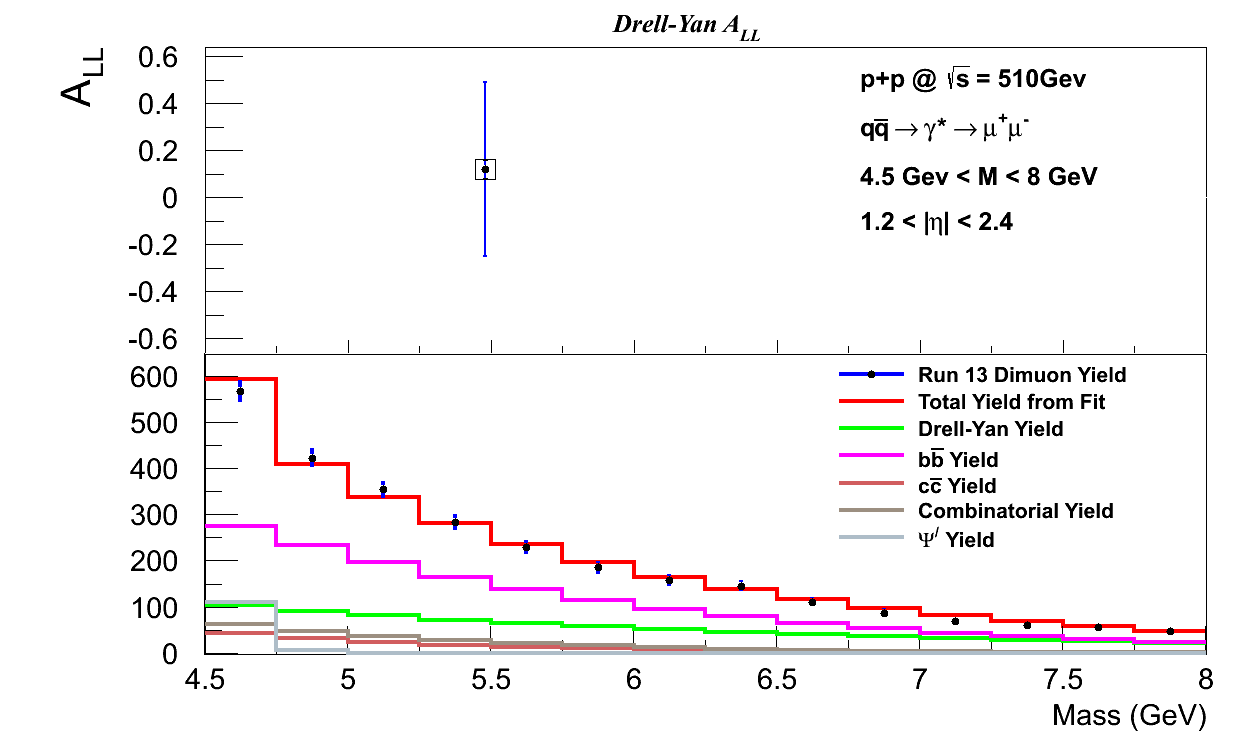 Drell-Yan A_LL
A_LL
0.6
0.4
0.2
0
-0.2
-0.4
-0.6
p+p @ √s = 510Gev
qq̅ → γ* → μ⁺μ⁻
4.5 Gev < M < 8 GeV
1.2 < |η| < 2.4
600
500
400
300
200
100
0
Run 13 Dimuon Yield
Total Yield from Fit
Drell-Yan Yield
bb̅ Yield
cc̅ Yield
Combinatorial Yield
Ψ′ Yield
4.5 5 5.5 6 6.5 7 7.5 8
Mass (GeV)